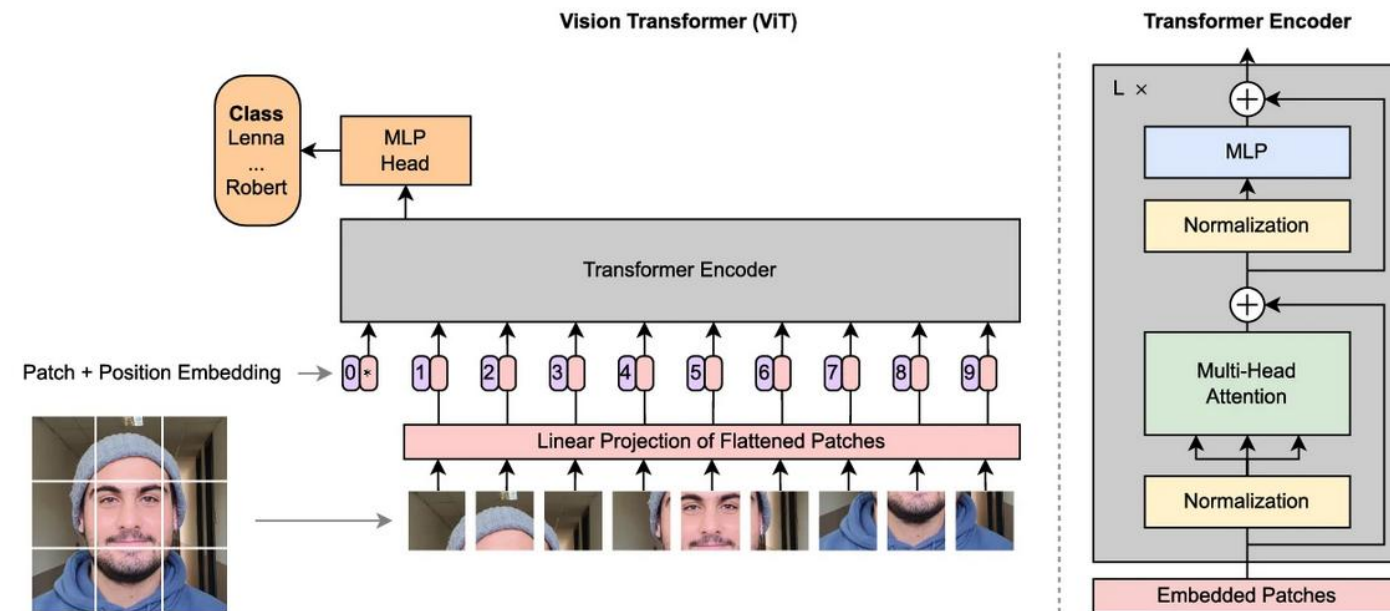 Vision Transformer (ViT)
Transformer Encoder
Class
Lenna
...
Robert
MLP
Head
Transformer Encoder
Patch + Position Embedding
0 * 1 2 3 4 5 6 7 8 9
Linear Projection of Flattened Patches
L ×
+
MLP
Normalization
+
Multi-Head
Attention
Normalization
Embedded Patches